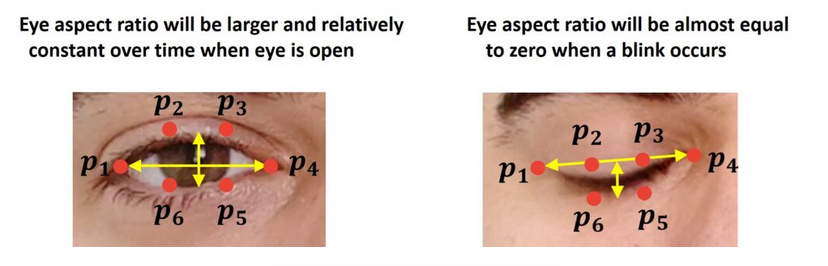 Eye aspect ratio will be larger and relatively
constant over time when eye is open
Eye aspect ratio will be almost equal
to zero when a blink occurs
p2 p3
p1 p4
p6 p5
p2 p3
p1 p4
p6 p5